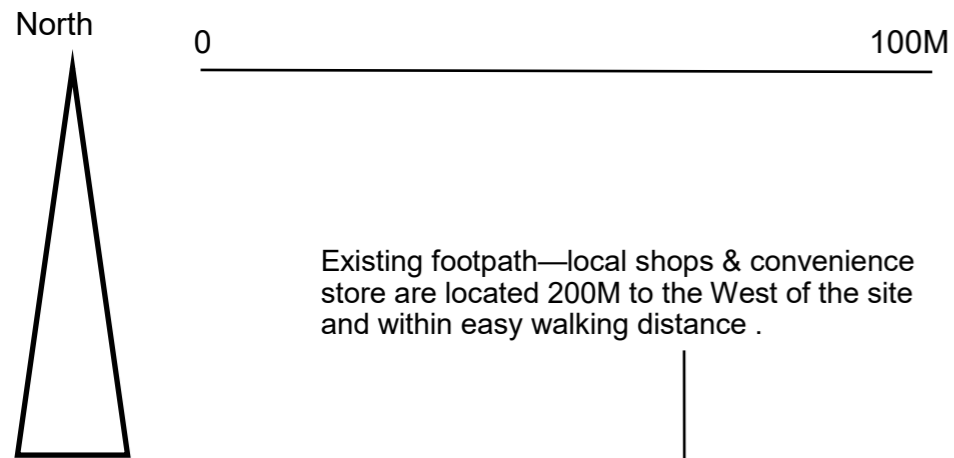 North
0 100M
Existing footpath—local shops & convenience
store are located 200M to the West of the site
and within easy walking distance .